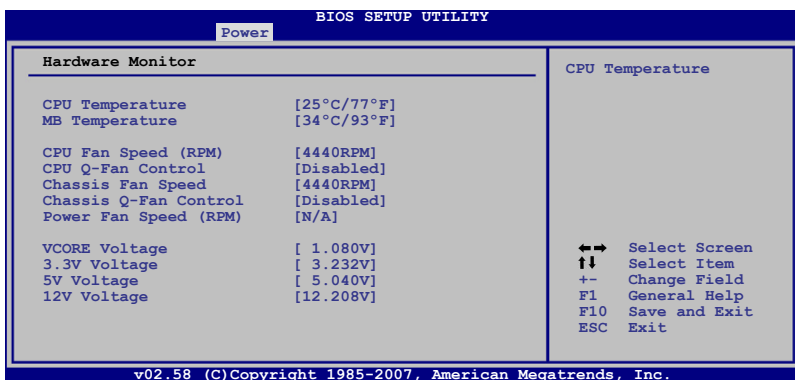 BIOS SETUP UTILITY
Power
Hardware Monitor
CPU Temperature [25°C/77°F]
MB Temperature [34°C/93°F]
CPU Fan Speed (RPM) [4440RPM]
CPU Q-Fan Control [Disabled]
Chassis Fan Speed [4440RPM]
Chassis Q-Fan Control [Disabled]
Power Fan Speed (RPM) [N/A]
VCORE Voltage [ 1.080V]
3.3V Voltage [ 3.232V]
5V Voltage [ 5.040V]
12V Voltage [12.208V]
CPU Temperature
←→ Select Screen
↑↓ Select Item
+- Change Field
F1 General Help
F10 Save and Exit
ESC Exit
v02.58 (C)Copyright 1985-2007, American Megatrends, Inc.